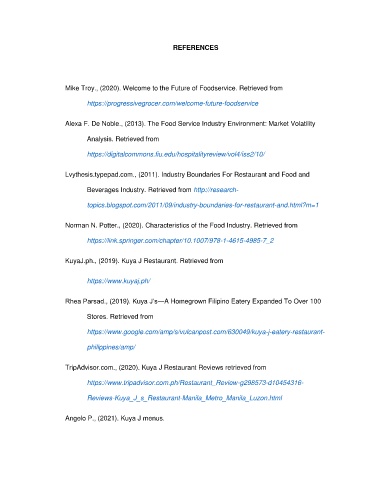 REFERENCES
Mike Troy., (2020). Welcome to the Future of Foodservice. Retrieved from
https://progressivegrocer.com/welcome-future-foodservice
Alexa F. De Noble., (2013). The Food Service Industry Environment: Market Volatility
Analysis. Retrieved from
https://digitalcommons.fiu.edu/hospitalityreview/vol4/iss2/10/
Lvythesis.typepad.com., (2011). Industry Boundaries For Restaurant and Food and
Beverages Industry. Retrieved from http://research-
topics.blogspot.com/2011/09/industry-boundaries-for-restaurant-and.html?m=1
Norman N. Potter., (2020). Characteristics of the Food Industry. Retrieved from
https://link.springer.com/chapter/10.1007/978-1-4615-4985-7_2
KuyaJ.ph., (2019). Kuya J Restaurant. Retrieved from
https://www.kuyaj.ph/
Rhea Parsad., (2019). Kuya J's—A Homegrown Filipino Eatery Expanded To Over 100
Stores. Retrieved from
https://www.google.com/amp/s/vulcanpost.com/630049/kuya-j-eatery-restaurant-
philippines/amp/
TripAdvisor.com., (2020). Kuya J Restaurant Reviews retrieved from
https://www.tripadvisor.com.ph/Restaurant_Review-g298573-d10454316-
Reviews-Kuya_J_s_Restaurant-Manila_Metro_Manila_Luzon.html
Angelo P., (2021). Kuya J menus.